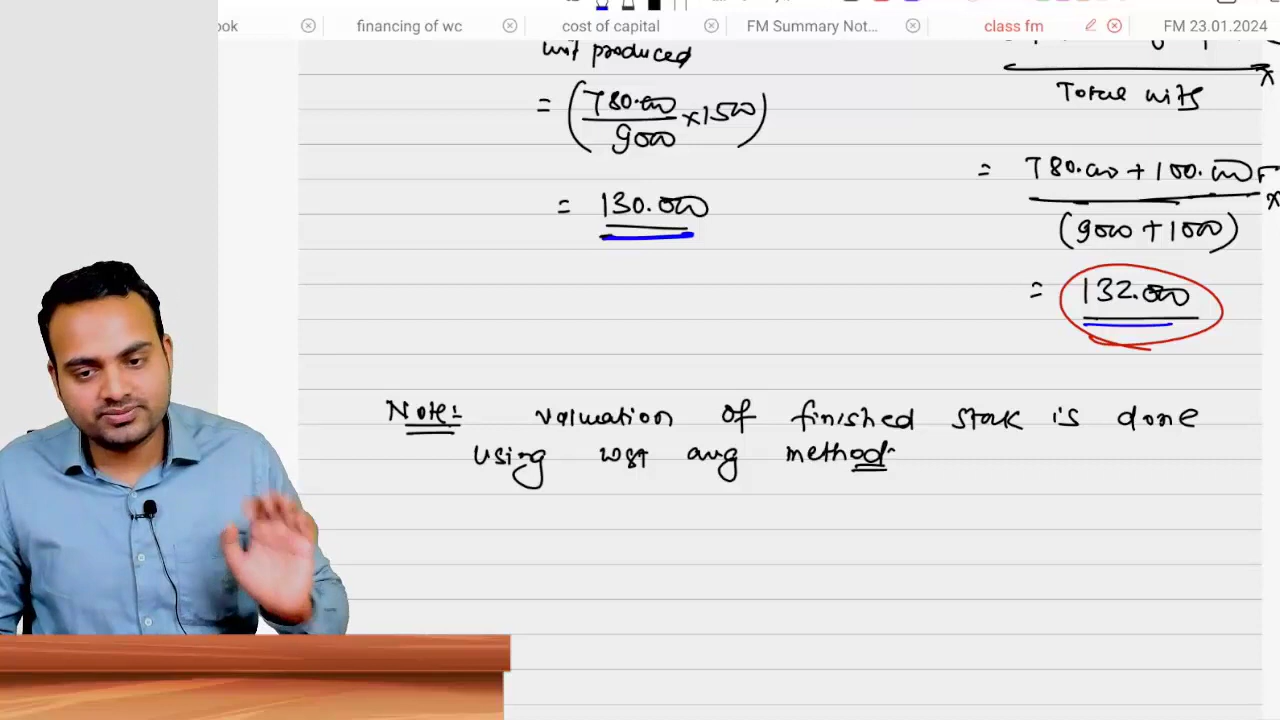 ook financing of wc cost of capital FM Summary Not... class fm FM 23.01.2024
unit produced
= (780.000/9000 x 1500)
= 130.000
Total units
= 780.000 + 100.000
(9000 + 1000)
= 132.000
Note: valuation of finished stock is done
using wgt avg method.